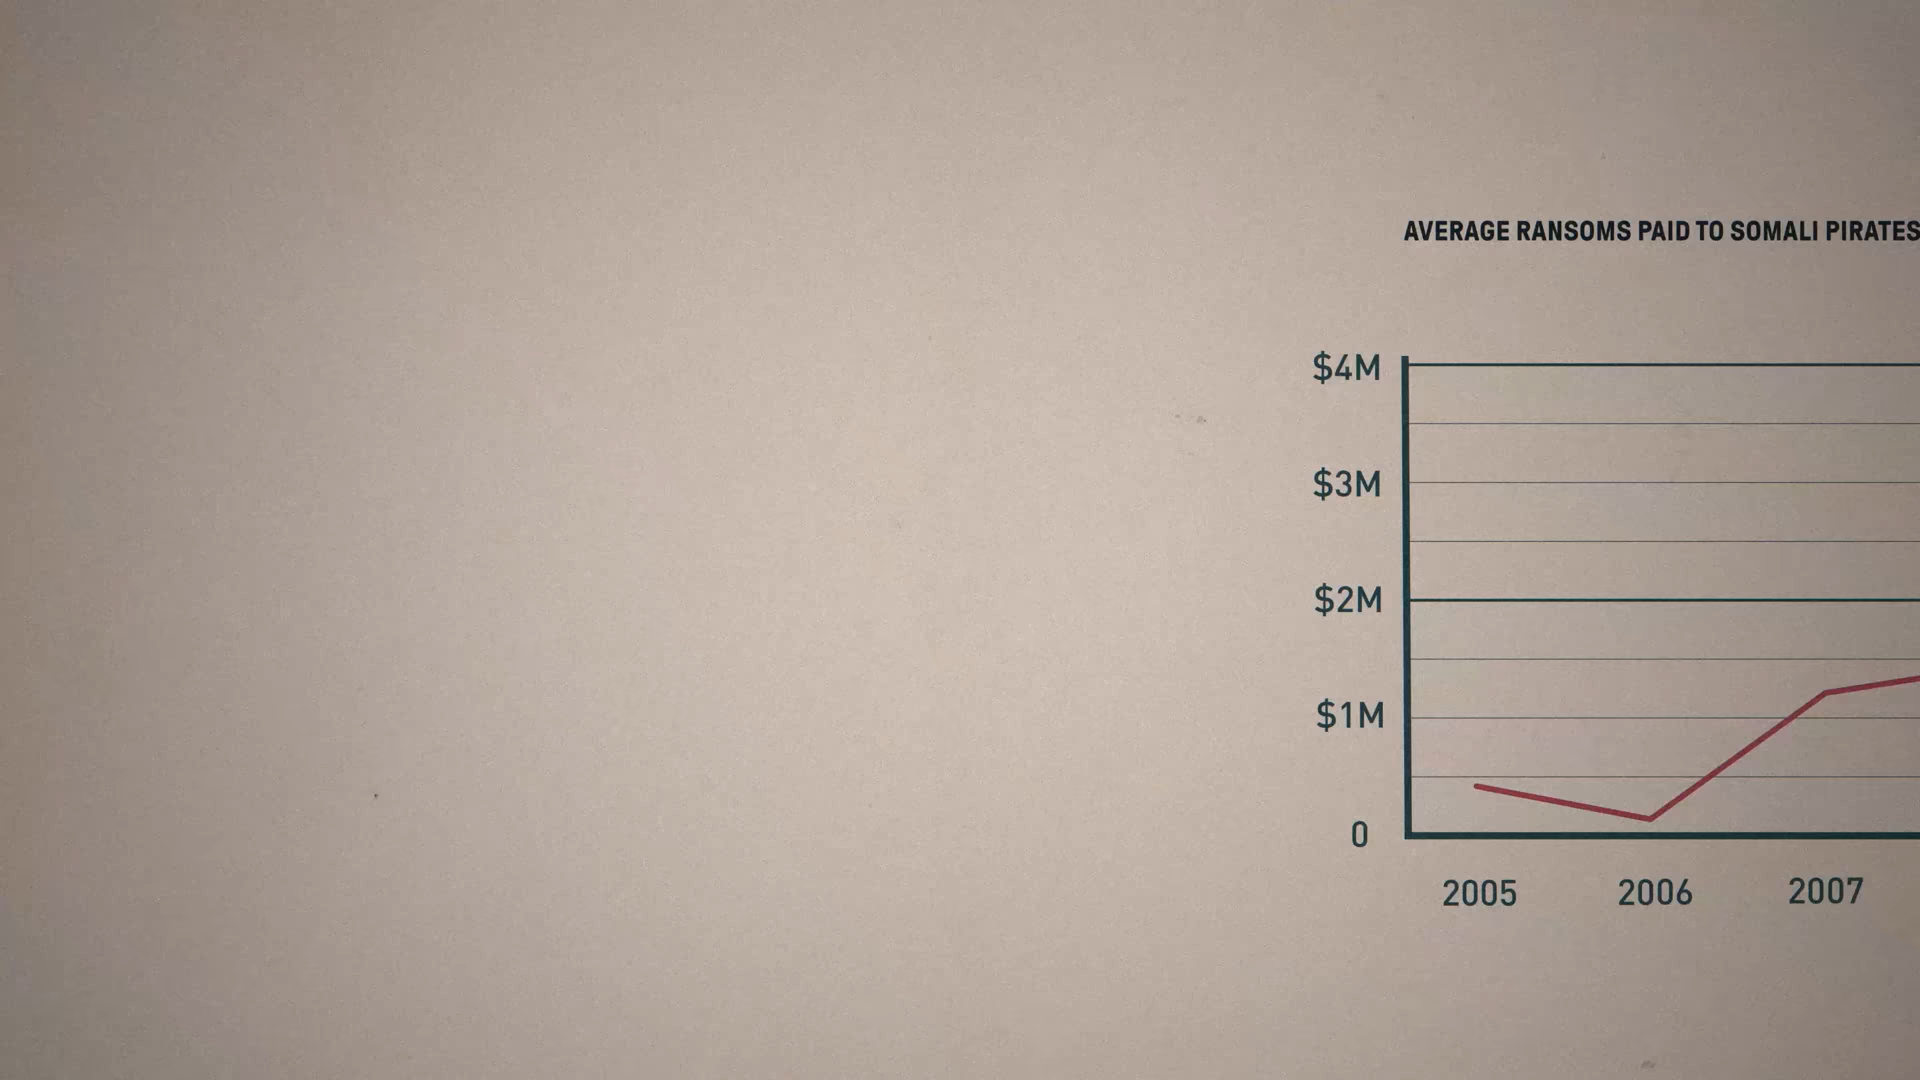 AVERAGE RANSOMS PAID TO SOMALI PIRATES
$4M
$3M
$2M
$1M
0
2005 2006 2007